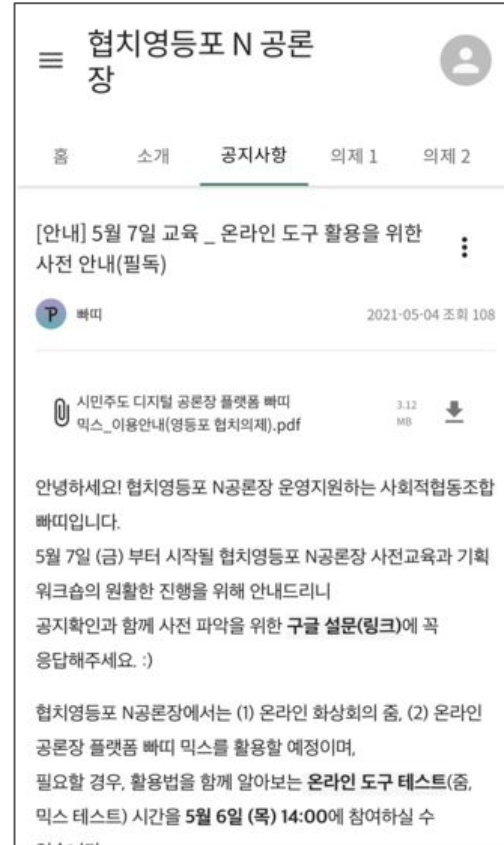 협치영등포 N 공론
장
홈 소개 공지사항 의제 1 의제 2
[안내] 5월 7일 교육 _ 온라인 도구 활용을 위한
사전 안내(필독)
빠띠 2021-05-04 조회 108
시민주도 디지털 공론장 플랫폼 빠띠
믹스_이용안내(영등포 협치의제).pdf
3.12
MB
안녕하세요! 협치영등포 N공론장 운영지원하는 사회적협동조합
빠띠입니다.
5월 7일 (금) 부터 시작될 협치영등포 N공론장 사전교육과 기획
워크숍의 원활한 진행을 위해 안내드리니
공지확인과 함께 사전 파악을 위한 구글 설문(링크)에 꼭
응답해주세요. :)
협치영등포 N공론장에서는 (1) 온라인 화상회의 줌, (2) 온라인
공론장 플랫폼 빠띠 믹스를 활용할 예정이며,
필요할 경우, 활용법을 함께 알아보는 온라인 도구 테스트(줌,
믹스 테스트) 시간을 5월 6일 (목) 14:00에 참여하실 수